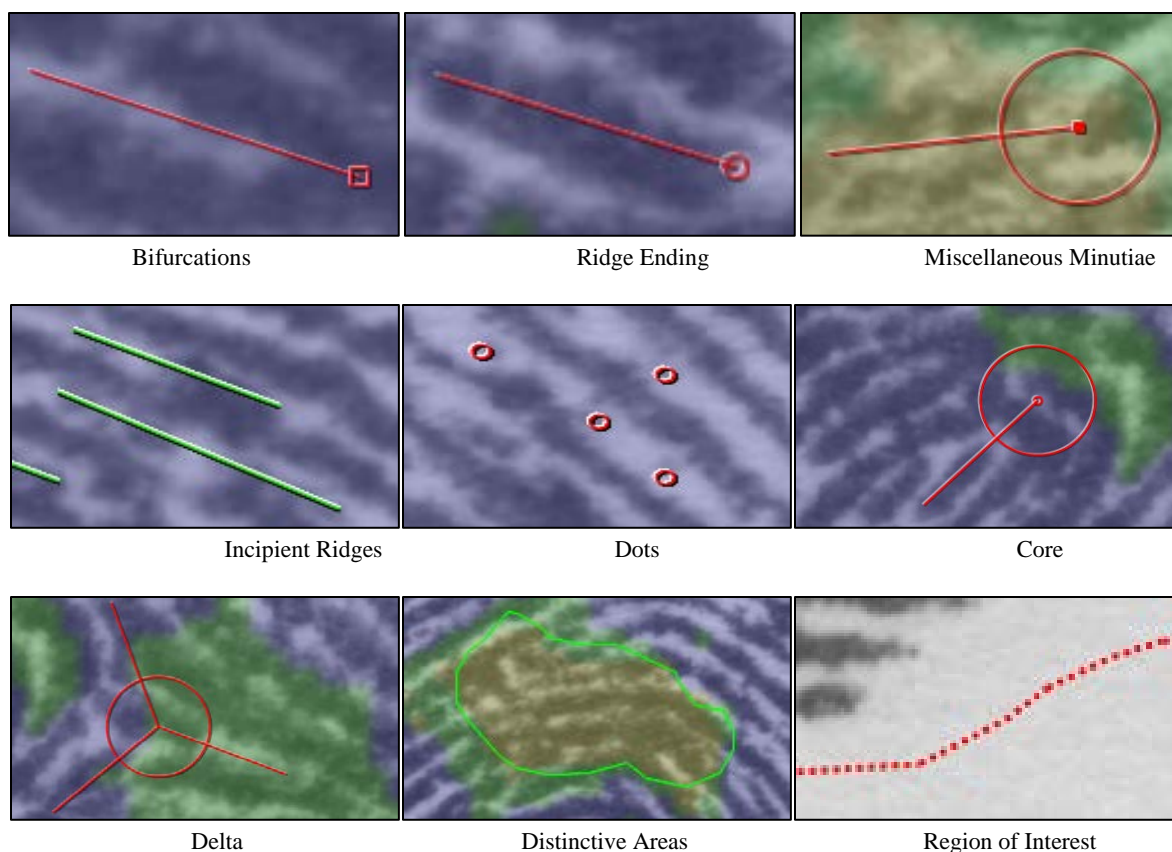 Bifurcations
Ridge Ending
Miscellaneous Minutiae
Incipient Ridges
Dots
Core
Delta
Distinctive Areas
Region of Interest